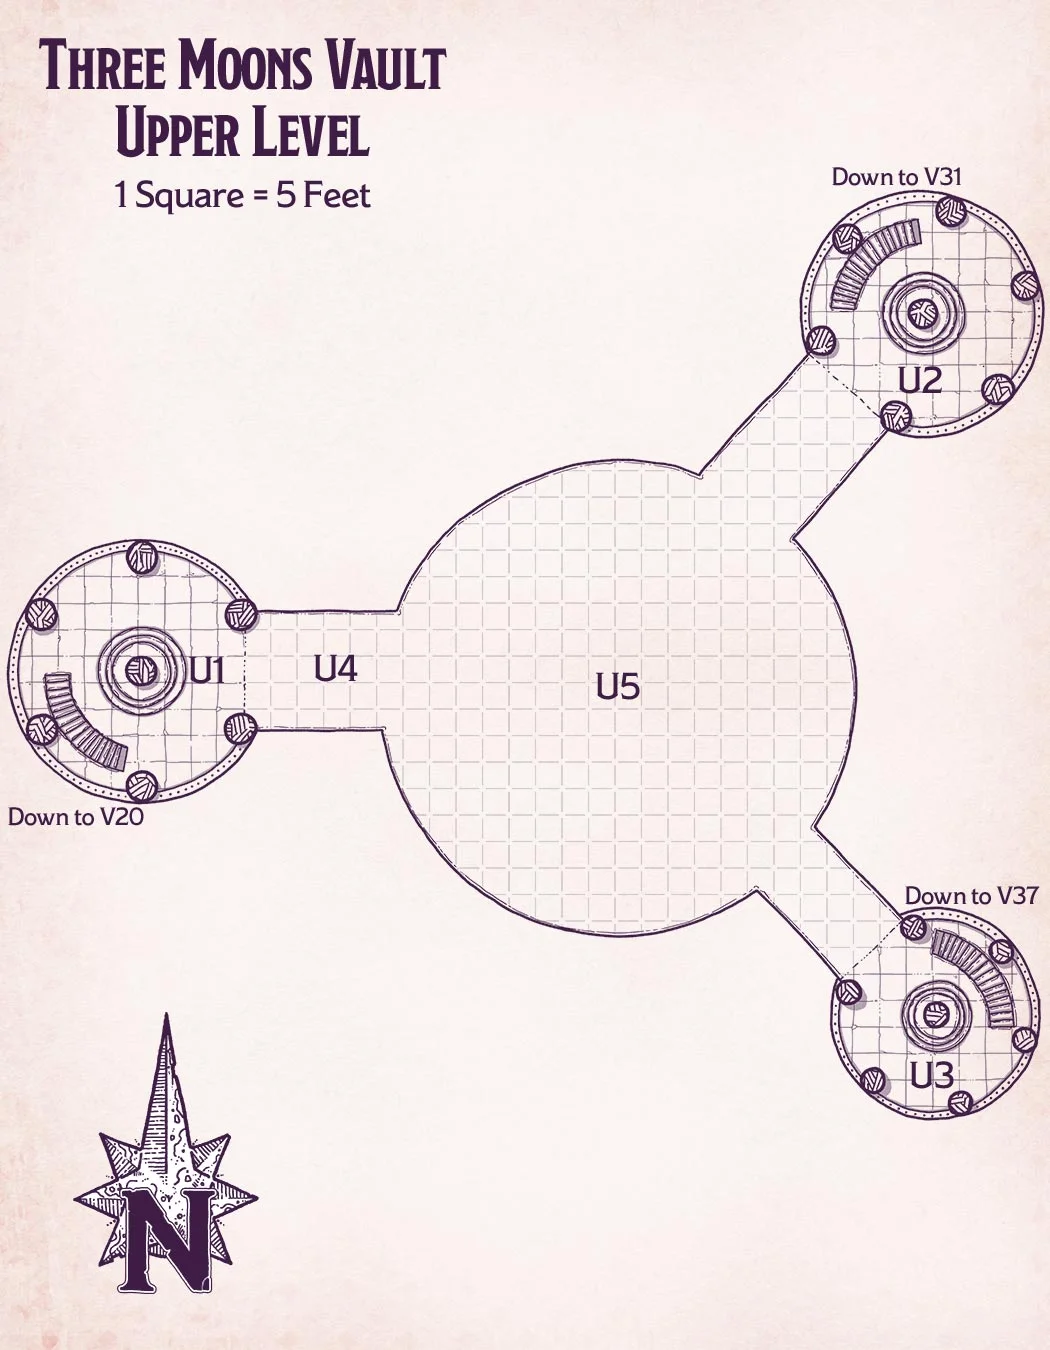 Three Moons Vault
Upper Level
1 Square = 5 Feet
Down to V31
U2
U1
U4
U5
Down to V20
Down to V37
U3
N